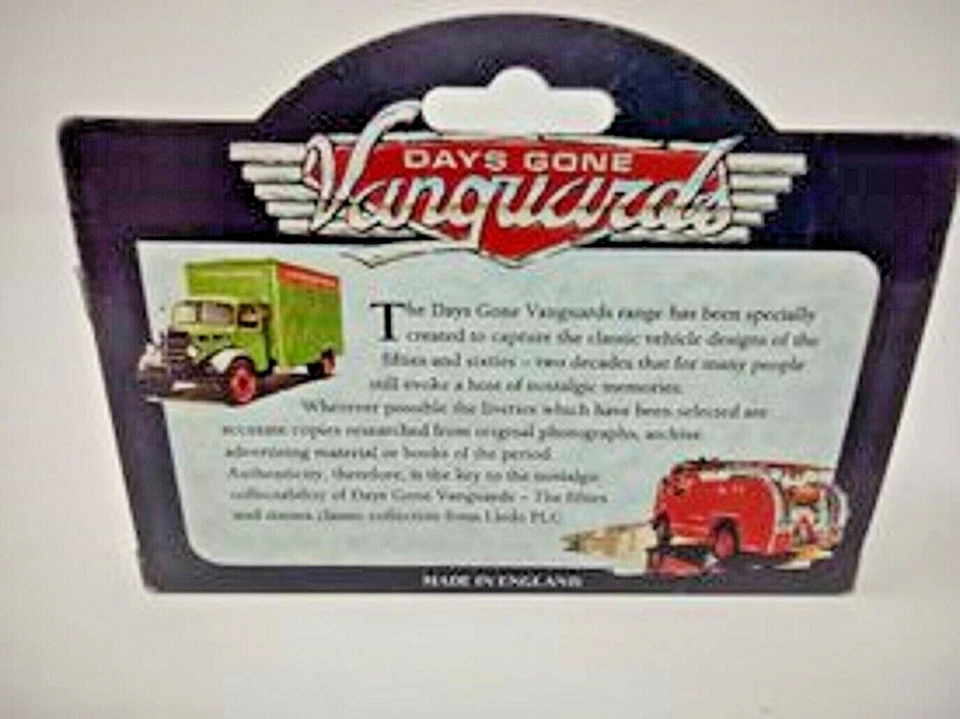 DAYS GONE
Vanguards
The Days Gone Vanguards range has been specially
created to capture the classic vehicle designs of the
fifties and sixties – two decades that for many people
still evoke a host of nostalgic memories.
Wherever possible the liveries which have been selected are
accurate copies researched from original photographs, archive
advertising material or books of the period.
Authenticity, therefore, is the key to the nostalgic
collectability of Days Gone Vanguards – The fifties
and sixties classic collection from Lledo PLC
MADE IN ENGLAND